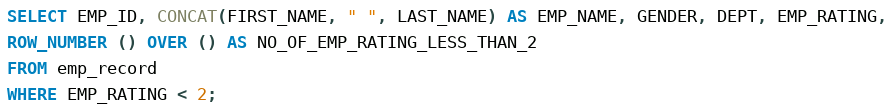 SELECT EMP_ID, CONCAT(FIRST_NAME, " ", LAST_NAME) AS EMP_NAME, GENDER, DEPT, EMP_RATING,
ROW_NUMBER () OVER () AS NO_OF_EMP_RATING_LESS_THAN_2
FROM emp_record
WHERE EMP_RATING < 2;